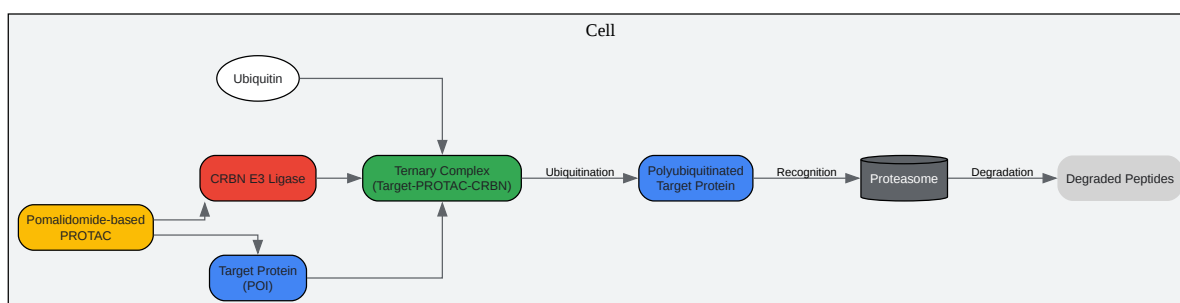 Cell
Ubiquitin
CRBN E3 Ligase
Ternary Complex
(Target-PROTAC-CRBN)
Ubiquitination
Polyubiquitinated
Target Protein
Recognition
Proteasome
Degradation
Degraded Peptides
Pomalidomide-based
PROTAC
Target Protein
(POI)